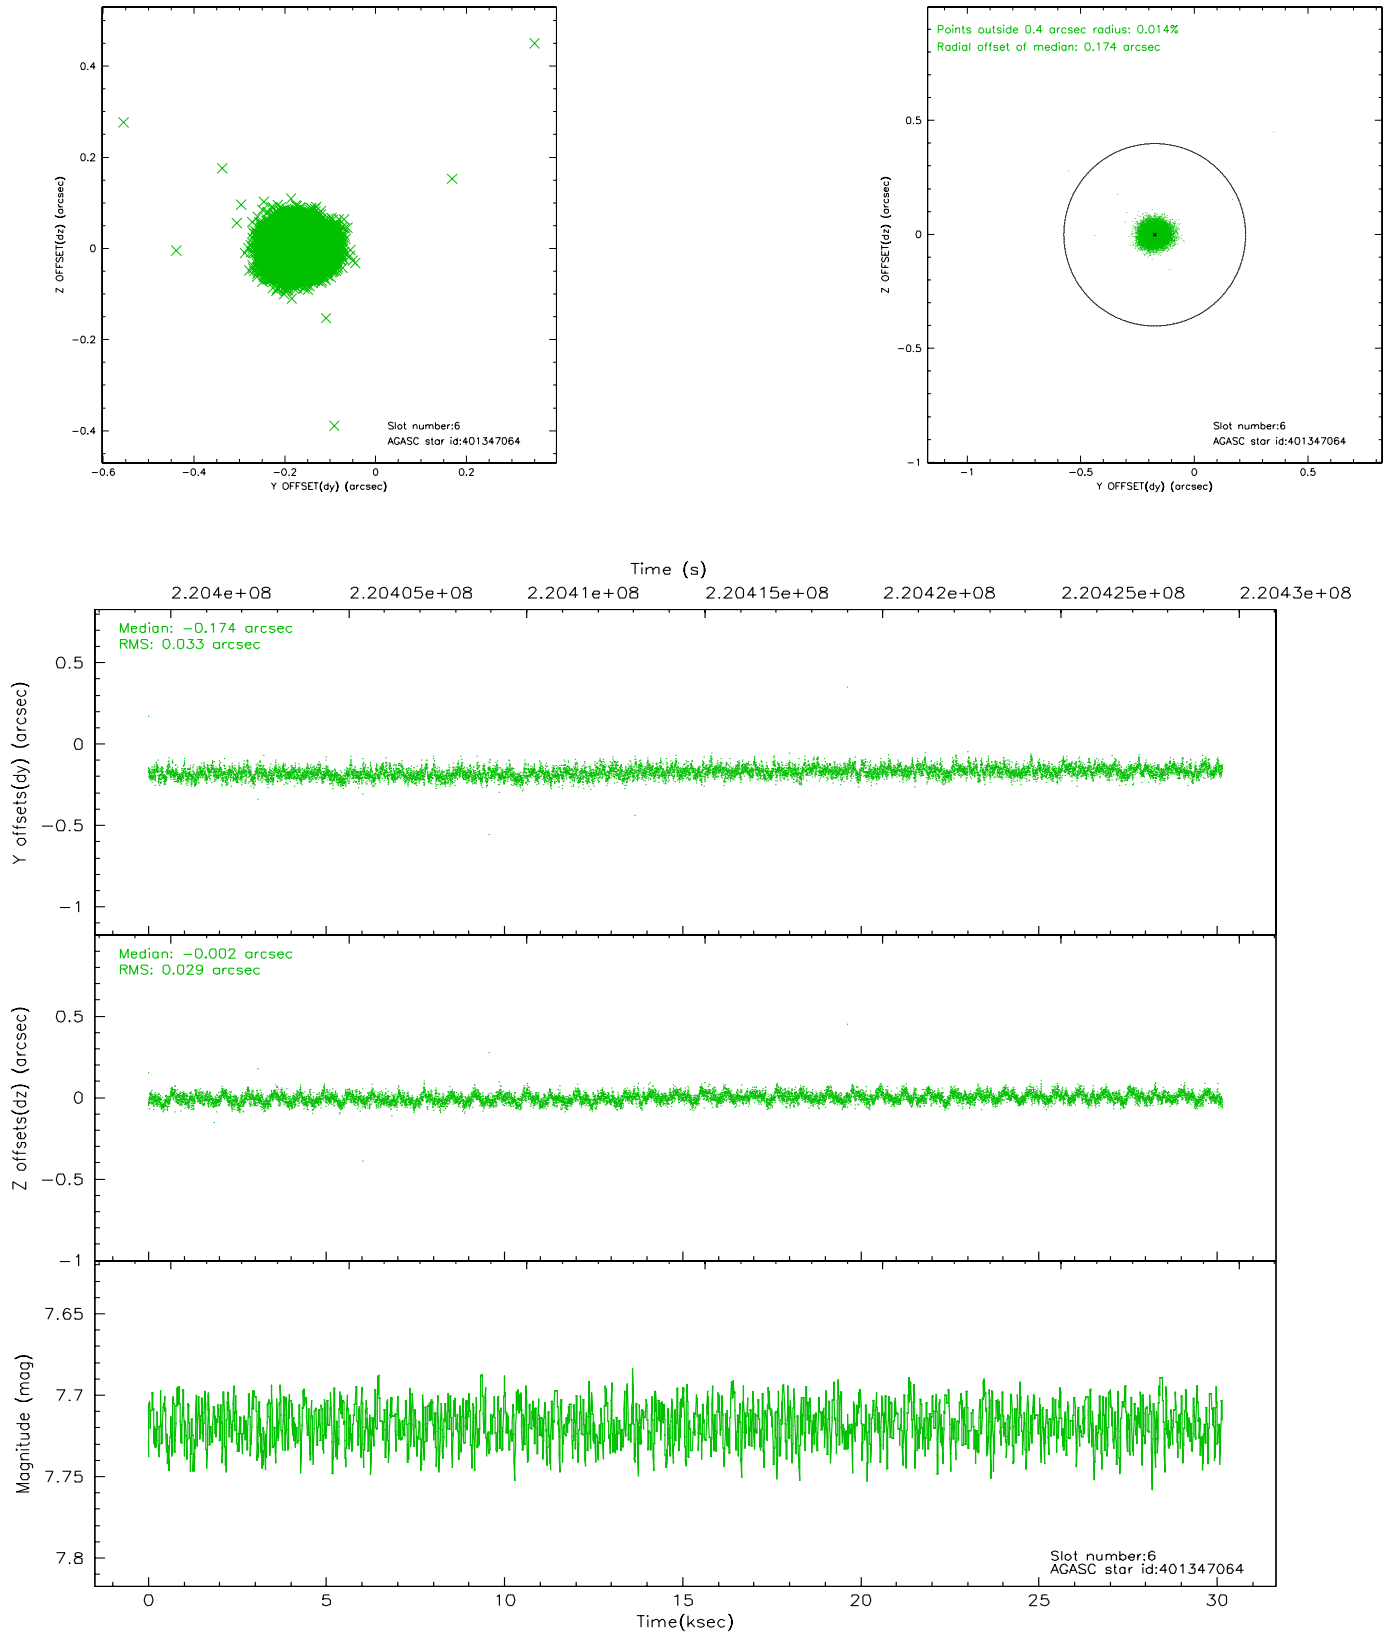 0.4
0.2
0
-0.2
-0.4
Z OFFSET(dz) (arcsec)
Slot number:6
AGASC star id:401347064
-0.6 -0.4 -0.2 0 0.2
Y OFFSET(dy) (arcsec)
Points outside 0.4 arcsec radius: 0.014%
Radial offset of median: 0.174 arcsec
0.5
0
-0.5
-1
Z OFFSET(dz) (arcsec)
Slot number:6
AGASC star id:401347064
-1 -0.5 0 0.5
Y OFFSET(dy) (arcsec)
Time (s)
2.204e+08 2.20405e+08 2.2041e+08 2.20415e+08 2.2042e+08 2.20425e+08 2.2043e+08
Median: -0.174 arcsec
RMS: 0.033 arcsec
0.5
0
-0.5
-1
Y offsets(dy) (arcsec)
Median: -0.002 arcsec
RMS: 0.029 arcsec
0.5
0
-0.5
-1
Z offsets(dz) (arcsec)
7.65
7.7
7.75
7.8
Magnitude (mag)
Slot number:6
AGASC star id:401347064
0 5 10 15 20 25 30
Time(ksec)